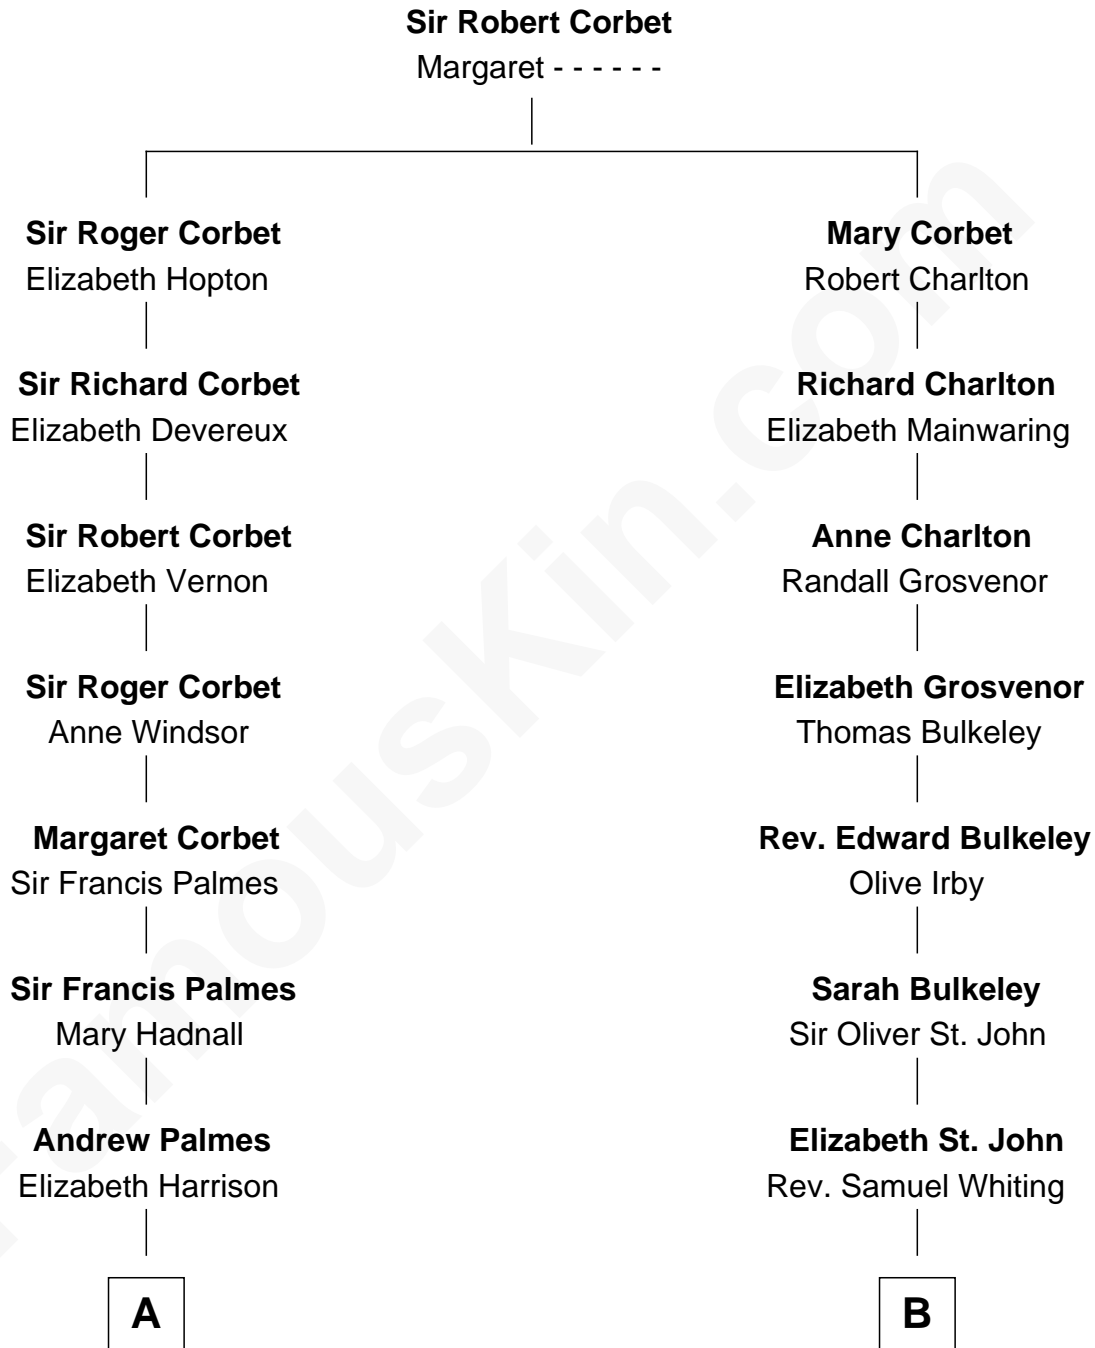 Sir Robert Corbet
Margaret - - - - - -
Sir Roger Corbet
Elizabeth Hopton
Mary Corbet
Robert Charlton
Sir Richard Corbet
Elizabeth Devereux
Richard Charlton
Elizabeth Mainwaring
Sir Robert Corbet
Elizabeth Vernon
Anne Charlton
Randall Grosvenor
Sir Roger Corbet
Anne Windsor
Elizabeth Grosvenor
Thomas Bulkeley
Margaret Corbet
Sir Francis Palmes
Rev. Edward Bulkeley
Olive Irby
Sir Francis Palmes
Mary Hadnall
Sarah Bulkeley
Sir Oliver St. John
Andrew Palmes
Elizabeth Harrison
Elizabeth St. John
Rev. Samuel Whiting
A
B
FamousKin.com